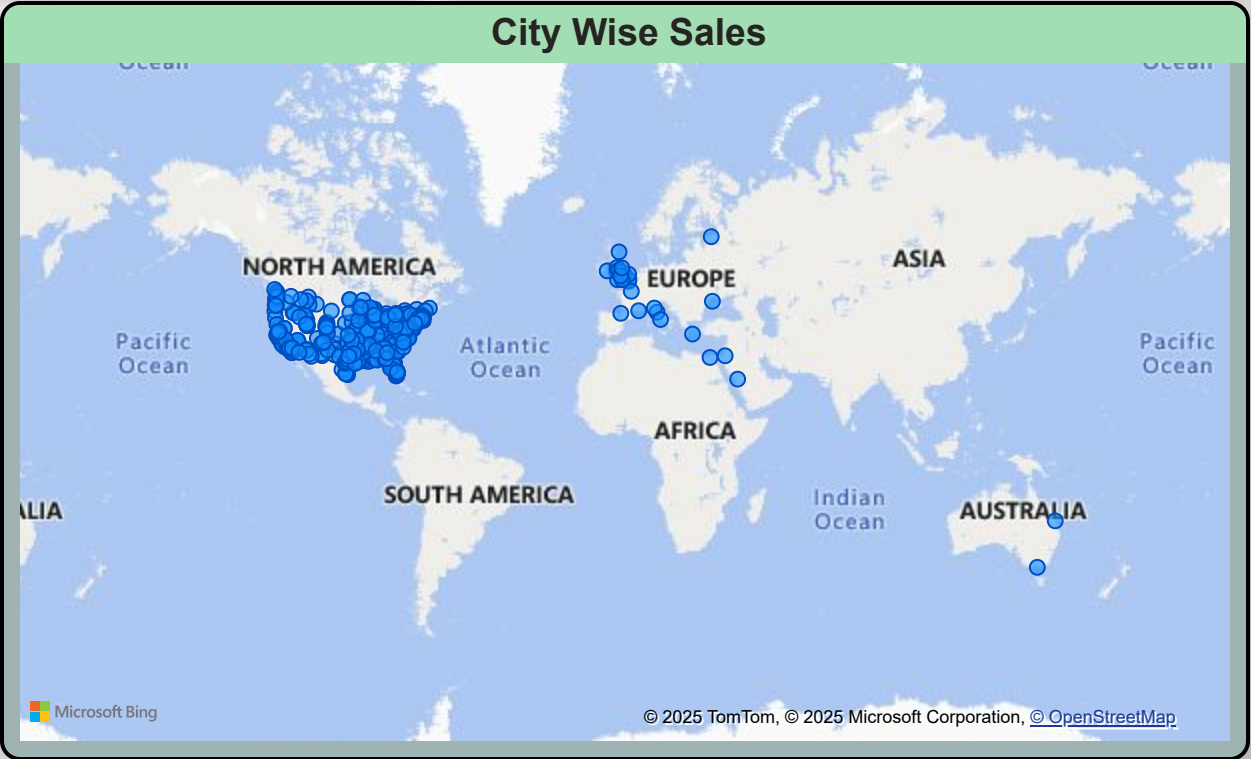 City Wise Sales
Ocean
Ocean
NORTH AMERICA
EUROPE
ASIA
Pacific
Ocean
Atlantic
Ocean
Pacific
Ocean
AFRICA
SOUTH AMERICA
Indian
Ocean
ALIA
AUSTRALIA
Microsoft Bing
© 2025 TomTom, © 2025 Microsoft Corporation, © OpenStreetMap